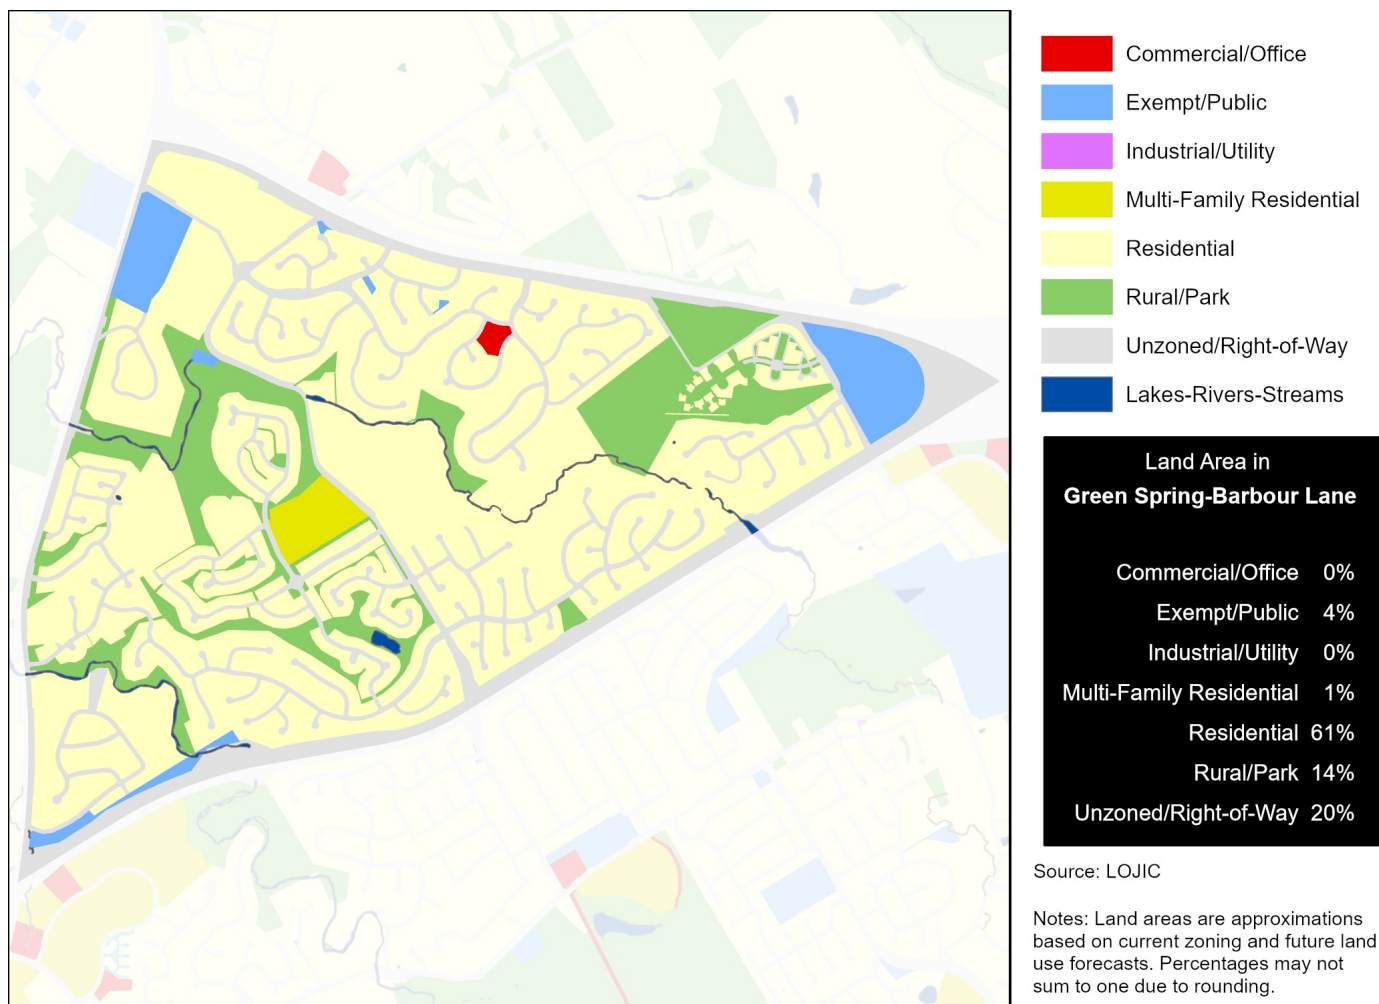 Commercial/Office
Exempt/Public
Industrial/Utility
Multi-Family Residential
Residential
Rural/Park
Unzoned/Right-of-Way
Lakes-Rivers-Streams
Land Area in
Green Spring-Barbour Lane
Commercial/Office 0%
Exempt/Public 4%
Industrial/Utility 0%
Multi-Family Residential 1%
Residential 61%
Rural/Park 14%
Unzoned/Right-of-Way 20%
Source: LOJIC
Notes: Land areas are approximations
based on current zoning and future land
use forecasts. Percentages may not
sum to one due to rounding.